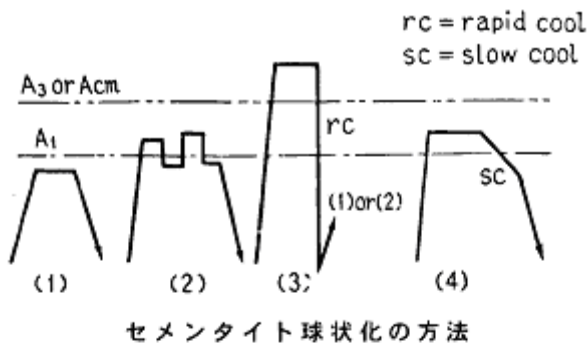 rc = rapid cool
sc = slow cool
A3 or Acm
A1
rc
(1)or(2)
sc
(1)
(2)
(3)
(4)
セメンタイト球状化の方法